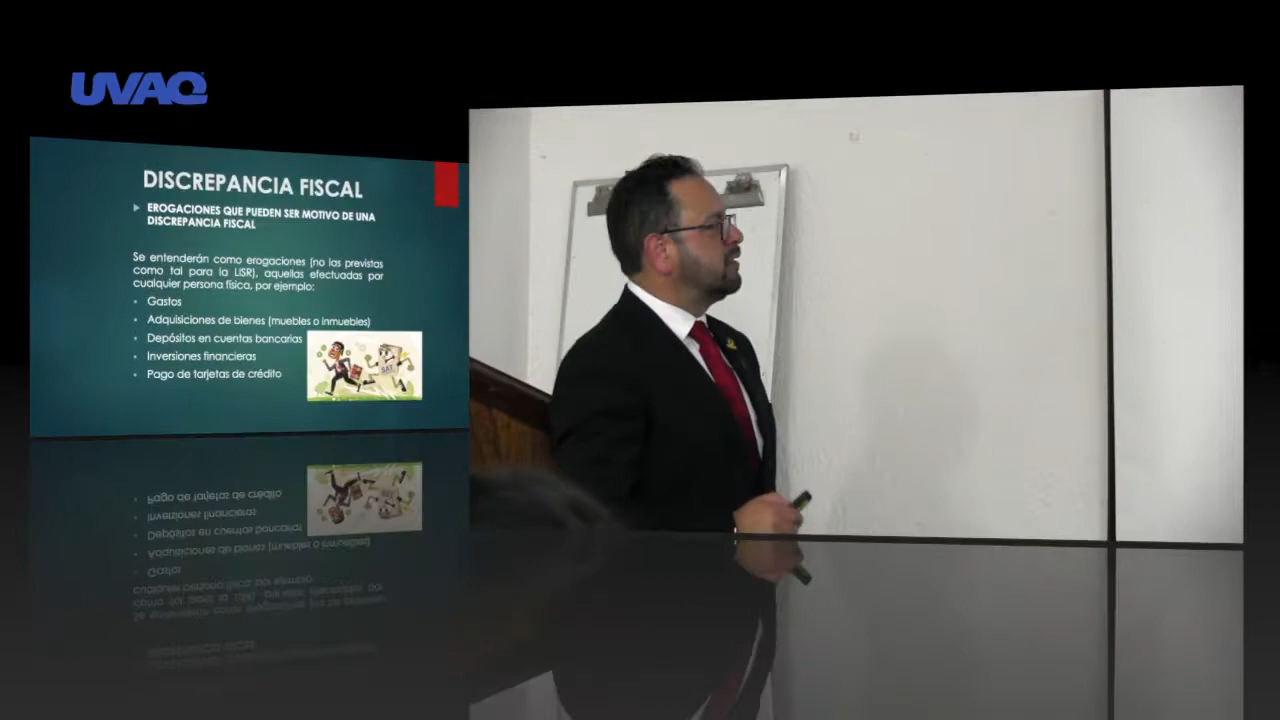 UVAQ
DISCREPANCIA FISCAL
EROGACIONES QUE PUEDEN SER MOTIVO DE UNA
DISCREPANCIA FISCAL
Se entenderán como erogaciones (no las previstas
como tal para la LISR), aquellas efectuadas por
cualquier persona física, por ejemplo:
Gastos
Adquisiciones de bienes (muebles o inmuebles)
Depósitos en cuentas bancarias
Inversiones financieras
Pago de tarjetas de crédito
SAT